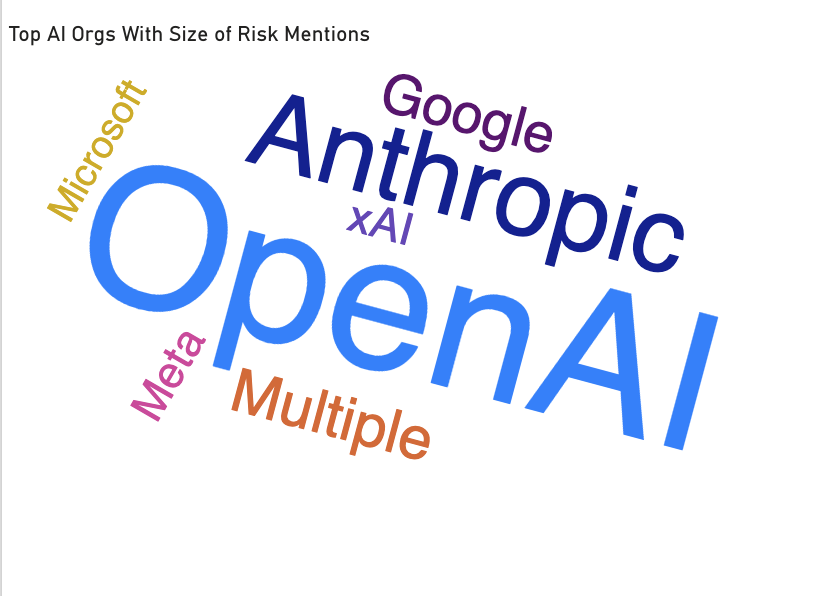 Top AI Orgs With Size of Risk Mentions
Microsoft
Google
Anthropic
xAI
OpenAI
Meta
Multiple